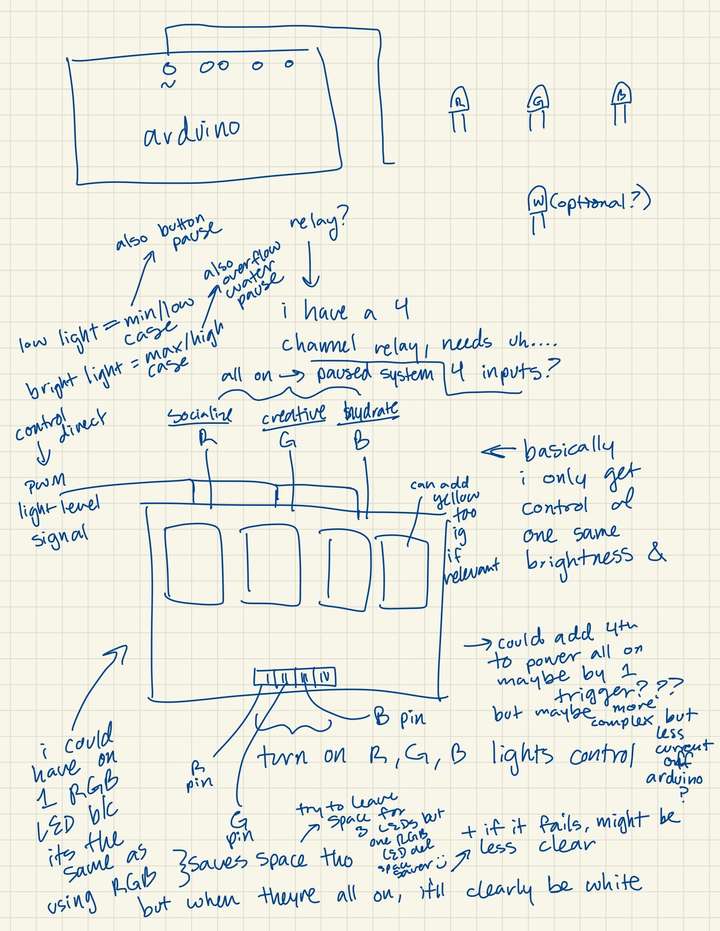 ~
arduino
R
G
B
W (optional?)
also button
pause
relay?
also
overflow
water
pause
low light = min/low
case
bright light = max/high
case
i have a 4
channel relay, needs uh....
4 inputs?
all on → paused system
control
direct
PWM
light level
signal
socialize
creative
hydrate
R
G
B
can add
yellow
too
ig
if
relevant
← basically
i only get
control of
one same
brightness &
→ could add 4th
to power all on
maybe by 1
trigger???
but maybe more
complex but
less
current
off
arduino
?
I
II
III
IV
R
pin
G
pin
B pin
turn on R, G, B lights control
i could
have on
1 RGB
LED b/c
its the
same as
using RGB
} saves space tho
try to leave
space for
3 LEDs but
one RGB
LED
space
saver :)
+ if it fails, might be
less clear
but when theyre all on, itll clearly be white